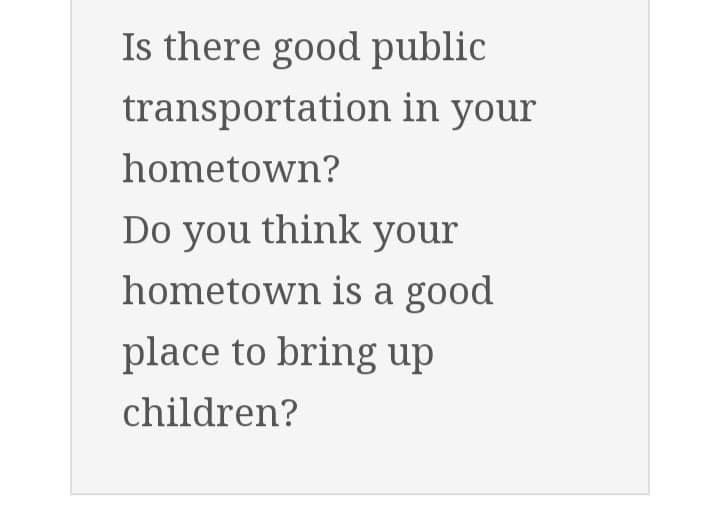 Is there good public
transportation in your
hometown?
Do you think your
hometown is a good
place to bring up
children?